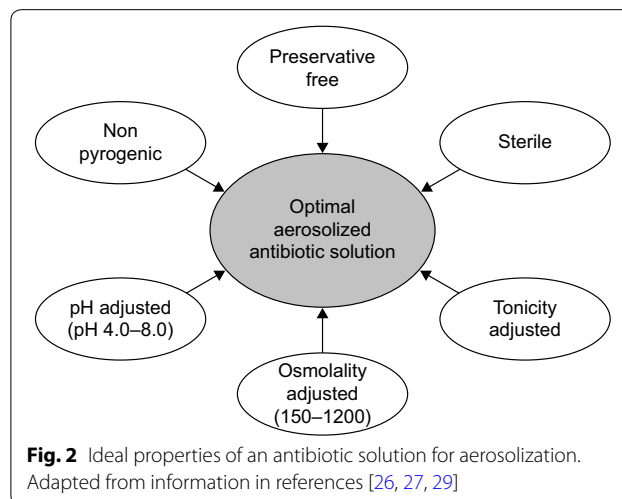 Preservative
free
Non
pyrogenic
Sterile
Optimal
aerosolized
antibiotic solution
pH adjusted
(pH 4.0–8.0)
Tonicity
adjusted
Osmolality
adjusted
(150–1200)
Fig. 2 Ideal properties of an antibiotic solution for aerosolization.
Adapted from information in references [26, 27, 29]